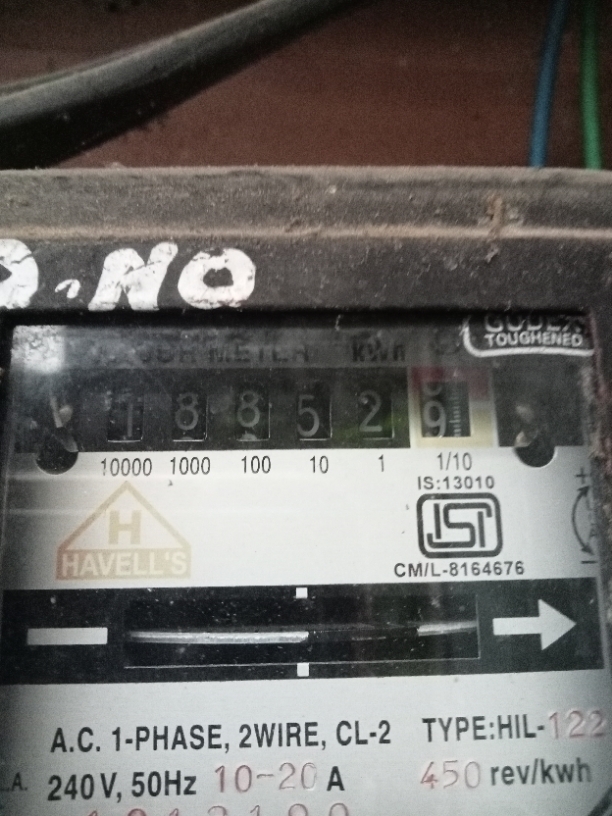 .NO
TOUGHENED
METER kWh
1 8 8 5 2 9
10000 1000 100 10 1 1/10
IS:13010
H
HAVELL'S
ISI
CM/L-8164676
A.C. 1-PHASE, 2WIRE, CL-2 TYPE:HIL-122
240V, 50Hz 10-20 A 450 rev/kwh